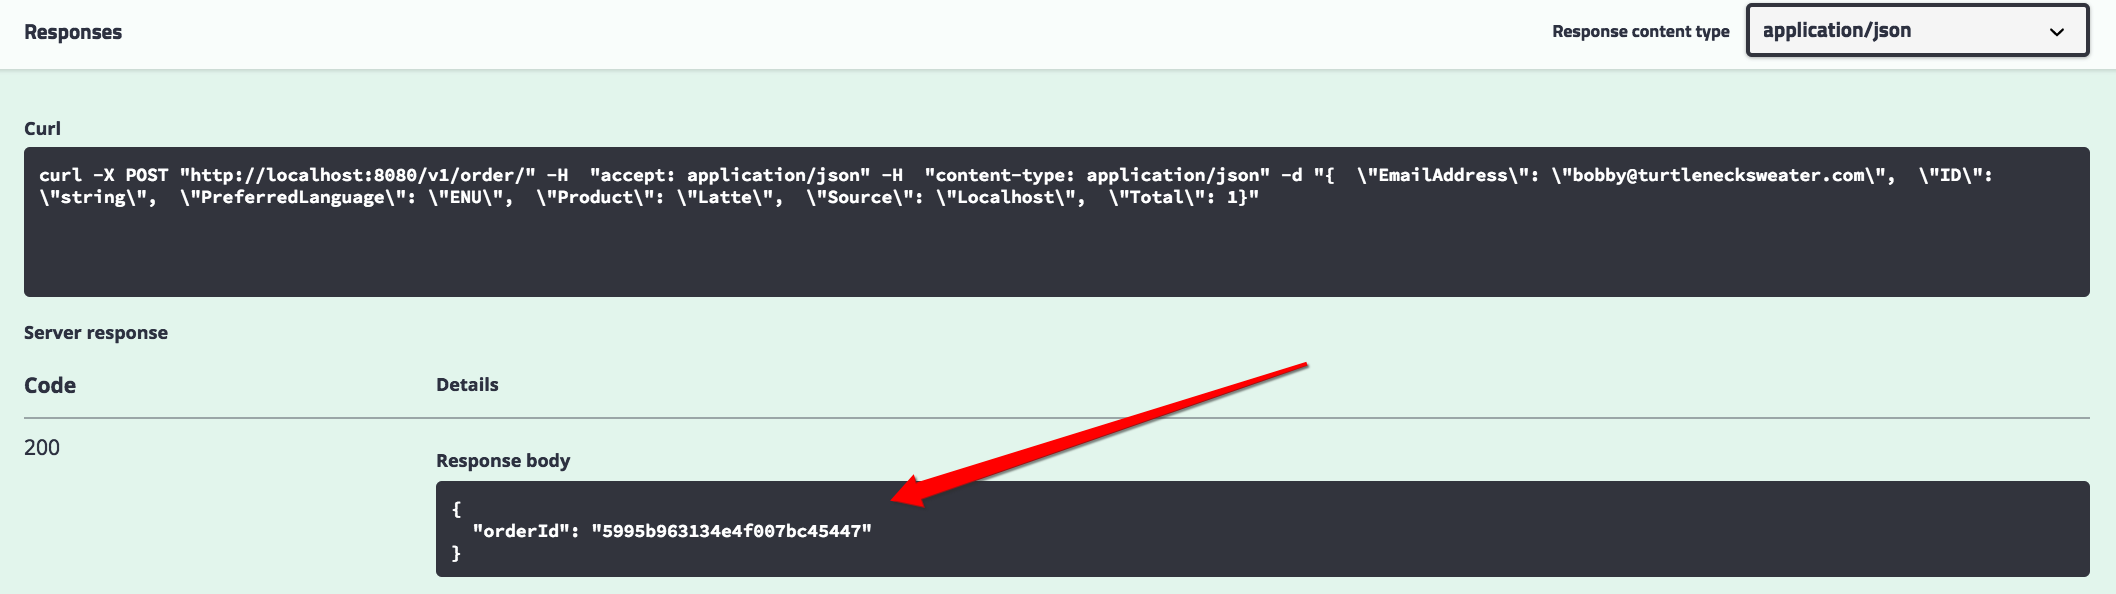 Responses
Response content type
application/json
Curl
curl -X POST "http://localhost:8080/v1/order/" -H  "accept: application/json" -H  "content-type: application/json" -d "{  \"EmailAddress\": \"bobby@turtlenecksweater.com\",  \"ID\":
\"string\",  \"PreferredLanguage\": \"ENU\",  \"Product\": \"Latte\",  \"Source\": \"Localhost\",  \"Total\": 1}"
Server response
Code
Details
200
Response body
{
  "orderId": "5995b963134e4f007bc45447"
}